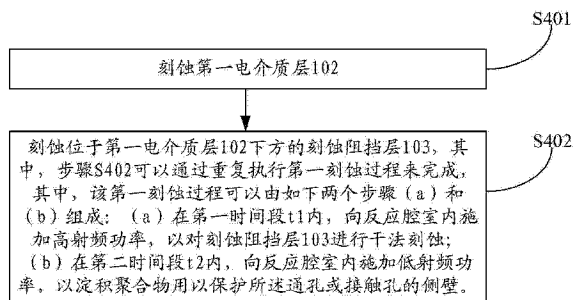 S401
刻蚀第一电介质层102
S402
刻蚀位于第一电介质层102下方的刻蚀阻挡层103，其
中，步骤S402可以通过重复执行第一刻蚀过程来完成，
其中，该第一刻蚀过程可以由如下两个步骤（a）和
（b）组成：（a）在第一时间段t1内，向反应腔室内施
加高射频功率，以对刻蚀阻挡层103进行干法刻蚀；
（b）在第二时间段t2内，向反应腔室内施加低射频功
率，以淀积聚合物用以保护所述通孔或接触孔的侧壁。